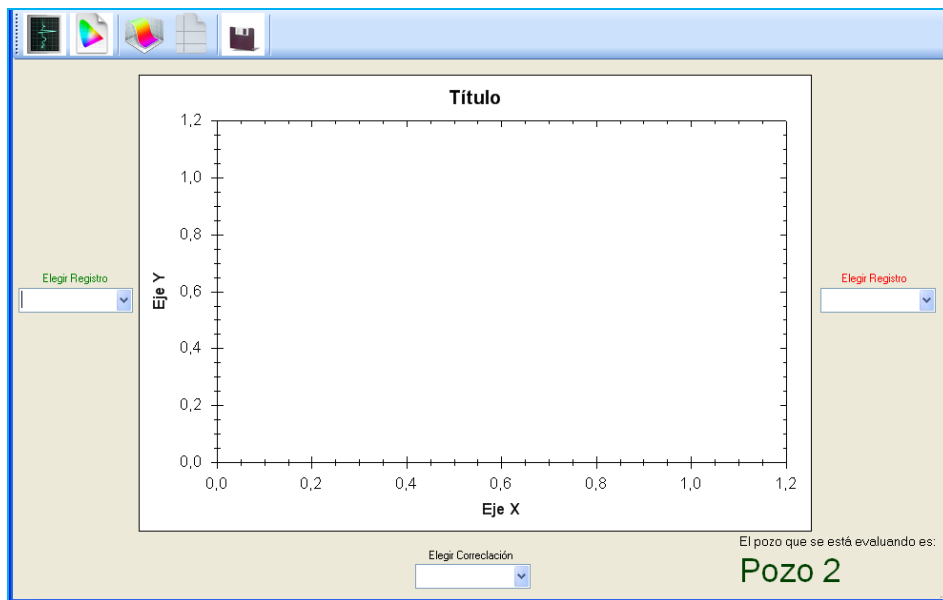 Título
1,2
1,0
0,8
0,6
0,4
0,2
0,0
Eje Y
0,0 0,2 0,4 0,6 0,8 1,0 1,2
Eje X
Elegir Registro
Elegir Registro
Elegir Correclación
El pozo que se está evaluando es:
Pozo 2